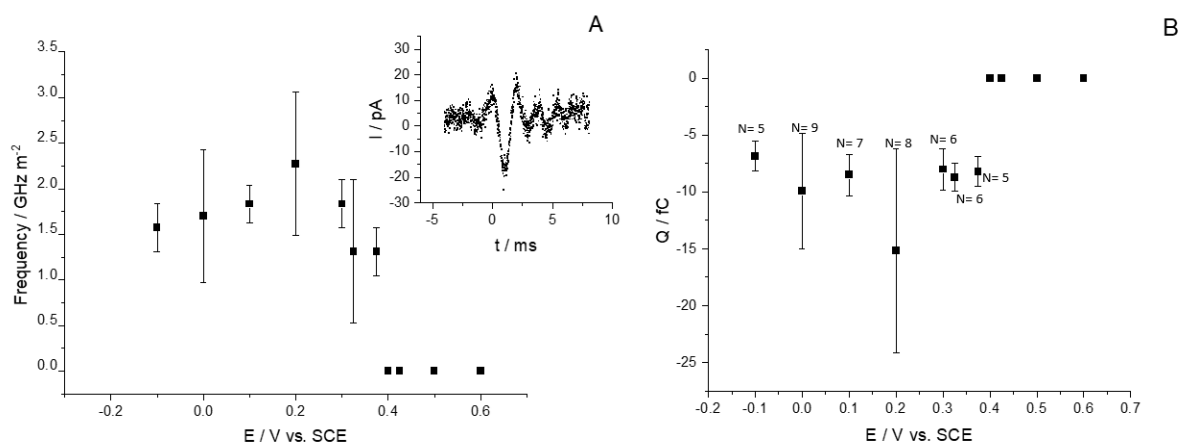 A
3.5
3.0
2.5
2.0
1.5
1.0
0.5
0.0
Frequency / GHz m⁻²
-0.2
0.0
0.2
0.4
0.6
E / V vs. SCE
30
20
10
0
-10
-20
-30
I / pA
-5
0
5
10
t / ms
B
0
-5
-10
-15
-20
-25
Q / fC
N= 5
N= 9
N= 7
N= 8
N= 6
N= 5
N= 6
-0.2
-0.1
0.0
0.1
0.2
0.3
0.4
0.5
0.6
0.7
E / V vs. SCE